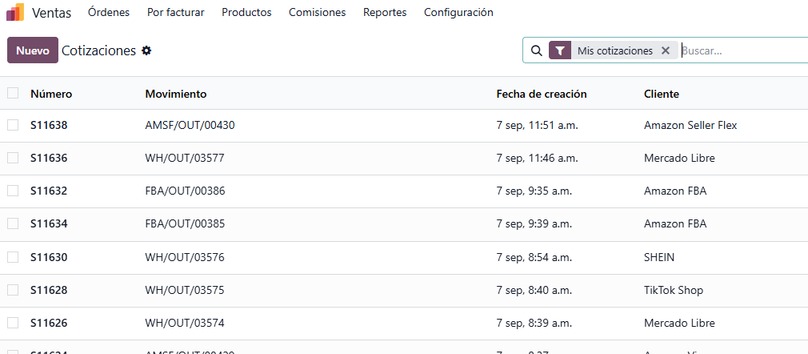 Ventas Órdenes Por facturar Productos Comisiones Reportes Configuración
Nuevo Cotizaciones Mis cotizaciones Buscar...
Número Movimiento Fecha de creación Cliente
S11638 AMSF/OUT/00430 7 sep, 11:51 a.m. Amazon Seller Flex
S11636 WH/OUT/03577 7 sep, 11:46 a.m. Mercado Libre
S11632 FBA/OUT/00386 7 sep, 9:35 a.m. Amazon FBA
S11634 FBA/OUT/00385 7 sep, 9:39 a.m. Amazon FBA
S11630 WH/OUT/03576 7 sep, 8:54 a.m. SHEIN
S11628 WH/OUT/03575 7 sep, 8:40 a.m. TikTok Shop
S11626 WH/OUT/03574 7 sep, 8:39 a.m. Mercado Libre